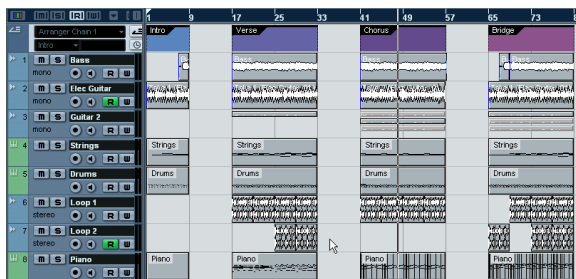 M S R W
1 9 17 25 33 41 49 57 65 73 8
Arranger Chain 1
Intro
Intro Verse Chorus Bridge
1 M S Bass
mono R W
Bass Bass
2 M S Elec Guitar
mono R W
3 M S Guitar 2
mono R W
4 M S Strings
R W
Strings Strings Strings Strings
5 M S Drums
R W
Drums Drums Drums Drums
6 M S Loop 1
stereo R W
7 M S Loop 2
stereo R W
8 M S Piano
R W
Piano Piano Piano Piano